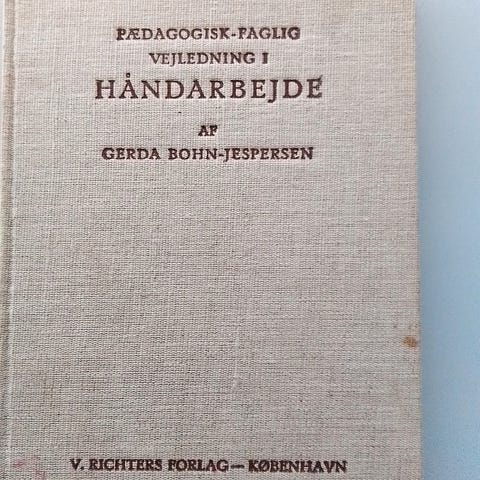 PÆDAGOGISK-FAGLIG
VEJLEDNING I
HÅNDARBEJDE
AF
GERDA BOHN-JESPERSEN
V. RICHTERS FORLAG — KØBENHAVN